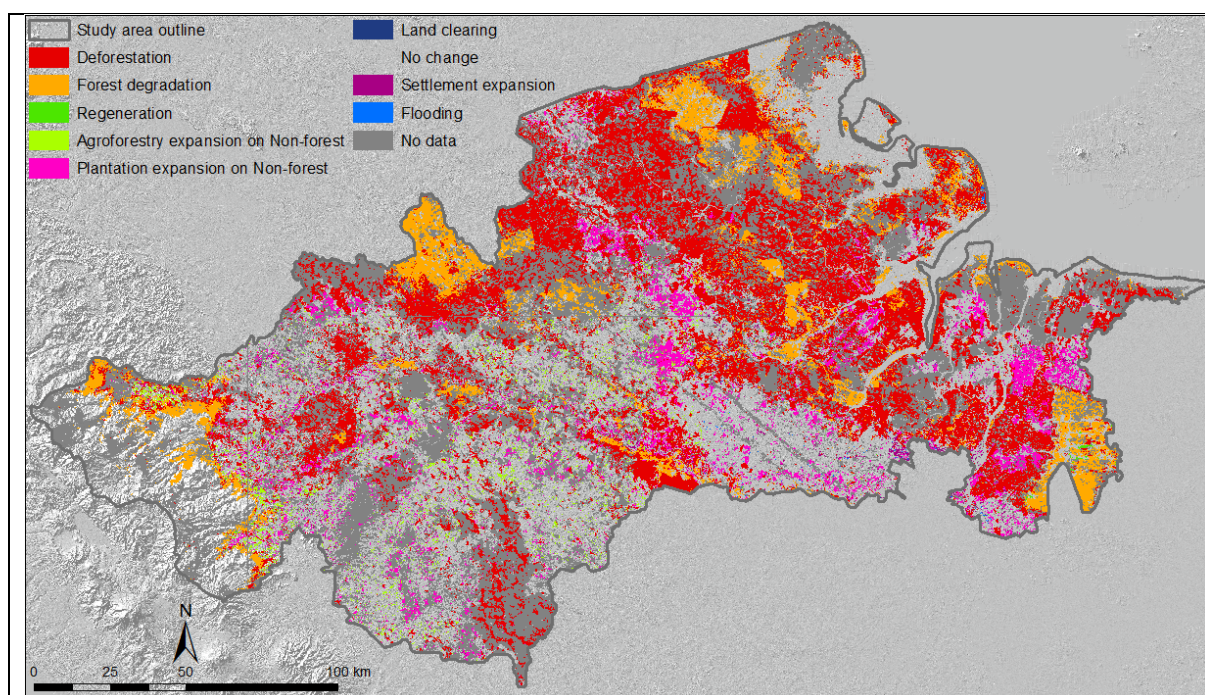 Study area outline
Deforestation
Forest degradation
Regeneration
Agroforestry expansion on Non-forest
Plantation expansion on Non-forest
Land clearing
No change
Settlement expansion
Flooding
No data
N
0 25 50 100 km